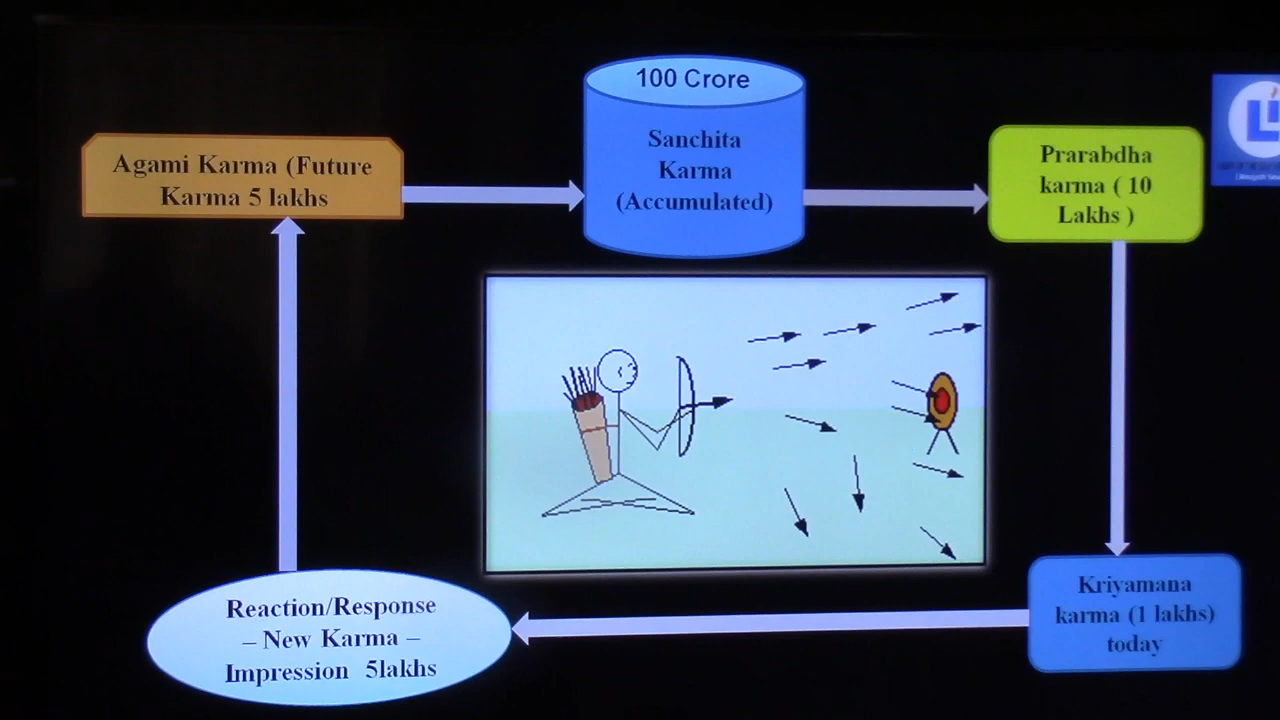 100 Crore
Sanchita
Karma
(Accumulated)
Agami Karma (Future
Karma 5 lakhs
Prarabdha
karma ( 10
Lakhs )
Kriyamana
karma (1 lakhs)
today
Reaction/Response
– New Karma –
Impression 5lakhs